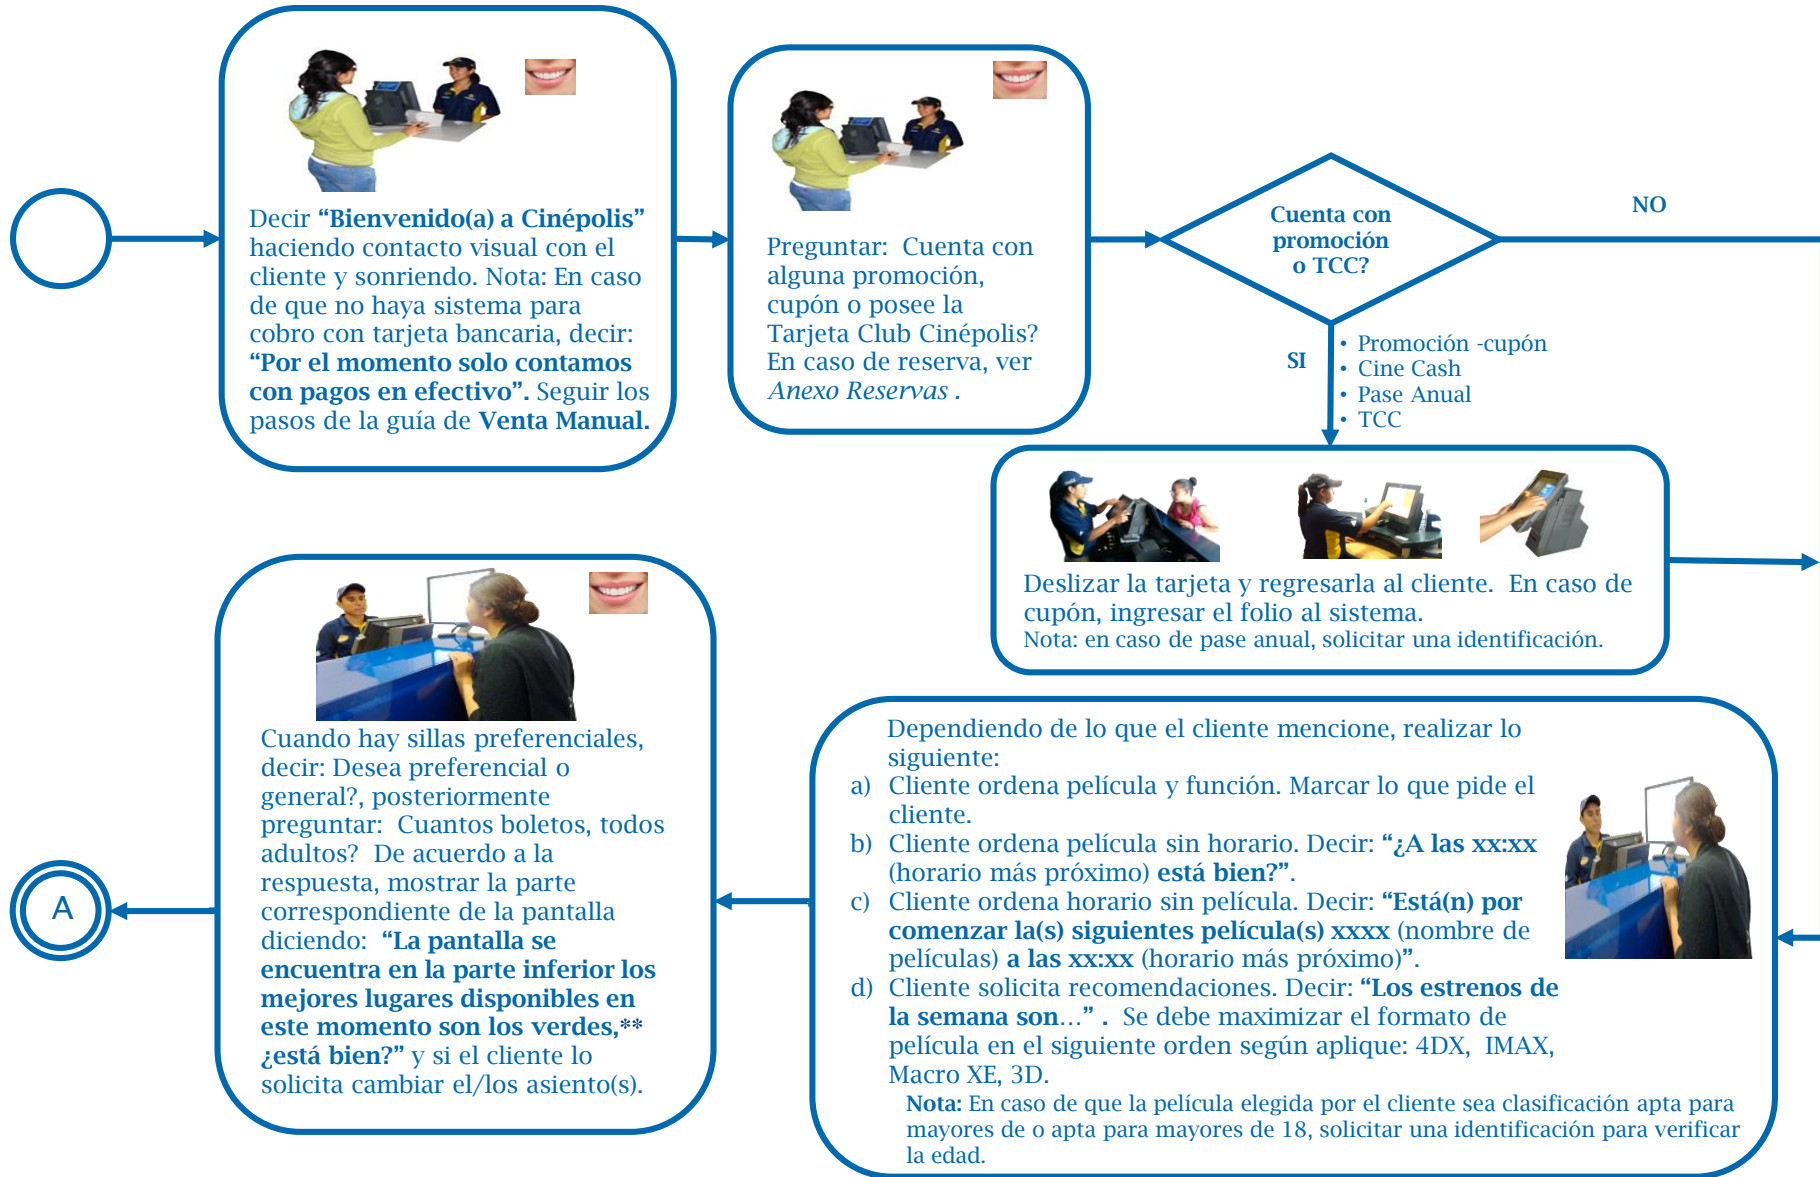 Decir “Bienvenido(a) a Cinépolis”
haciendo contacto visual con el
cliente y sonriendo. Nota: En caso
de que no haya sistema para
cobro con tarjeta bancaria, decir:
“Por el momento solo contamos
con pagos en efectivo”. Seguir los
pasos de la guía de Venta Manual.
Preguntar: Cuenta con
alguna promoción,
cupón o posee la
Tarjeta Club Cinépolis?
En caso de reserva, ver
Anexo Reservas .
Cuenta con
promoción
o TCC?
NO
SI
• Promoción -cupón
• Cine Cash
• Pase Anual
• TCC
Deslizar la tarjeta y regresarla al cliente. En caso de
cupón, ingresar el folio al sistema.
Nota: en caso de pase anual, solicitar una identificación.
Dependiendo de lo que el cliente mencione, realizar lo
siguiente:
a) Cliente ordena película y función. Marcar lo que pide el
cliente.
b) Cliente ordena película sin horario. Decir: “¿A las xx:xx
(horario más próximo) está bien?”.
c) Cliente ordena horario sin película. Decir: “Está(n) por
comenzar la(s) siguientes película(s) xxxx (nombre de
películas) a las xx:xx (horario más próximo)”.
d) Cliente solicita recomendaciones. Decir: “Los estrenos de
la semana son...” . Se debe maximizar el formato de
película en el siguiente orden según aplique: 4DX, IMAX,
Macro XE, 3D.
Nota: En caso de que la película elegida por el cliente sea clasificación apta para
mayores de o apta para mayores de 18, solicitar una identificación para verificar
la edad.
Cuando hay sillas preferenciales,
decir: Desea preferencial o
general?, posteriormente
preguntar: Cuantos boletos, todos
adultos? De acuerdo a la
respuesta, mostrar la parte
correspondiente de la pantalla
diciendo: “La pantalla se
encuentra en la parte inferior los
mejores lugares disponibles en
este momento son los verdes,**
¿está bien?” y si el cliente lo
solicita cambiar el/los asiento(s).
A